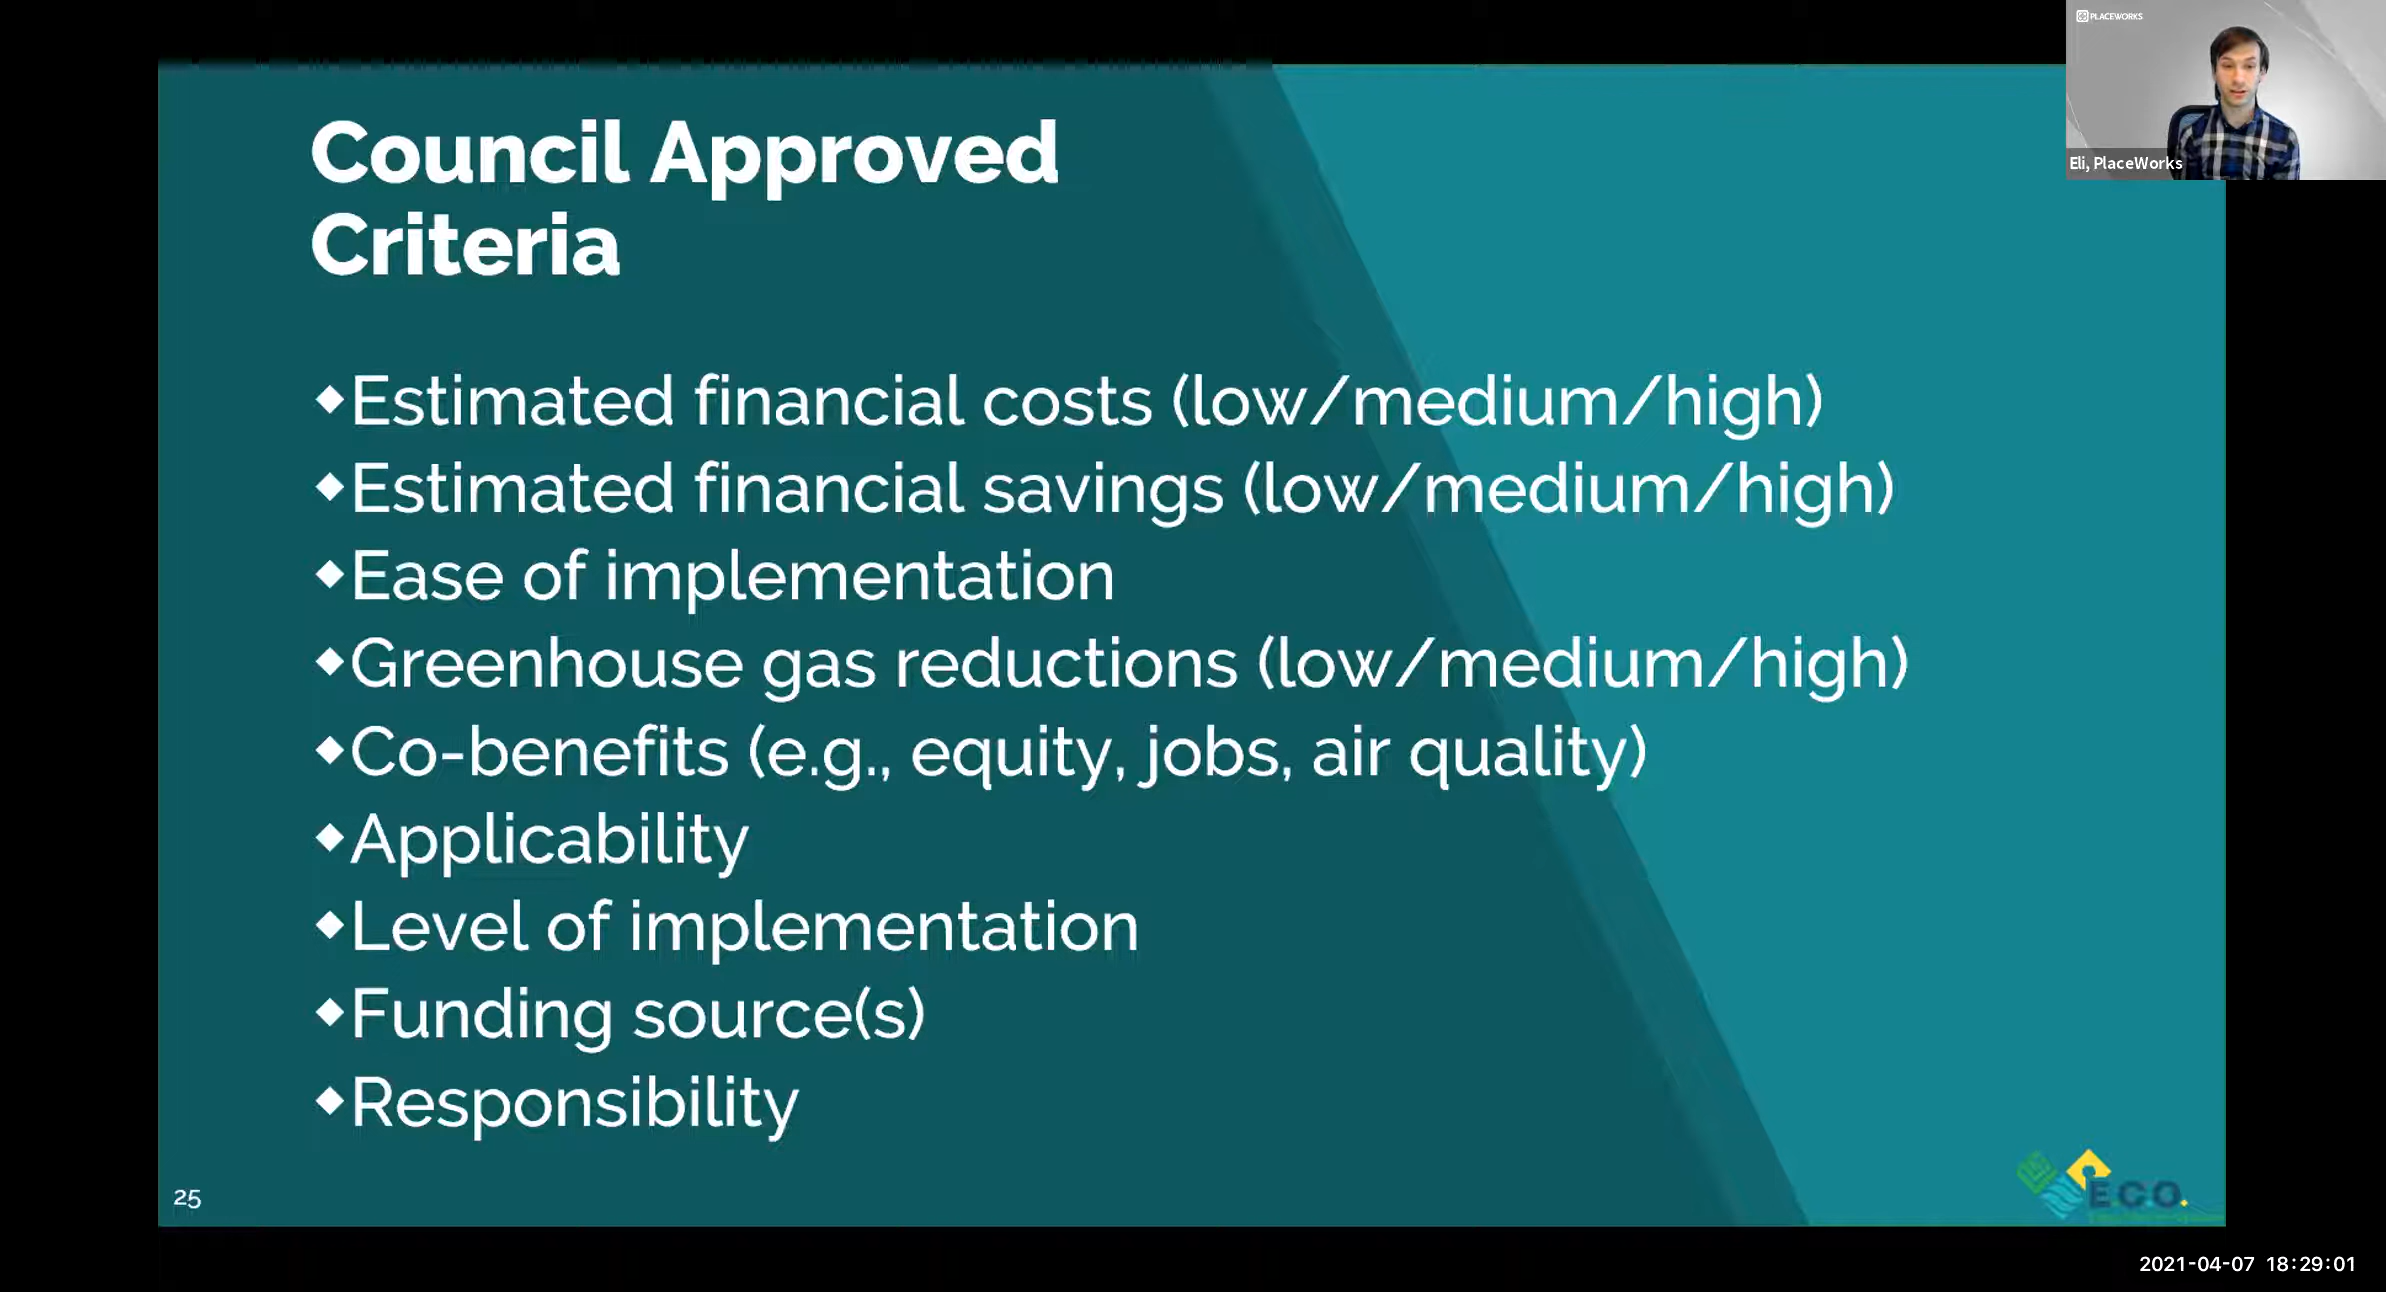 PLACEWORKS
Eli, PlaceWorks
Council Approved
Criteria
◆Estimated financial costs (low/medium/high)
◆Estimated financial savings (low/medium/high)
◆Ease of implementation
◆Greenhouse gas reductions (low/medium/high)
◆Co-benefits (e.g., equity, jobs, air quality)
◆Applicability
◆Level of implementation
◆Funding source(s)
◆Responsibility
25
E.C.O.
2021-04-07 18:29:01